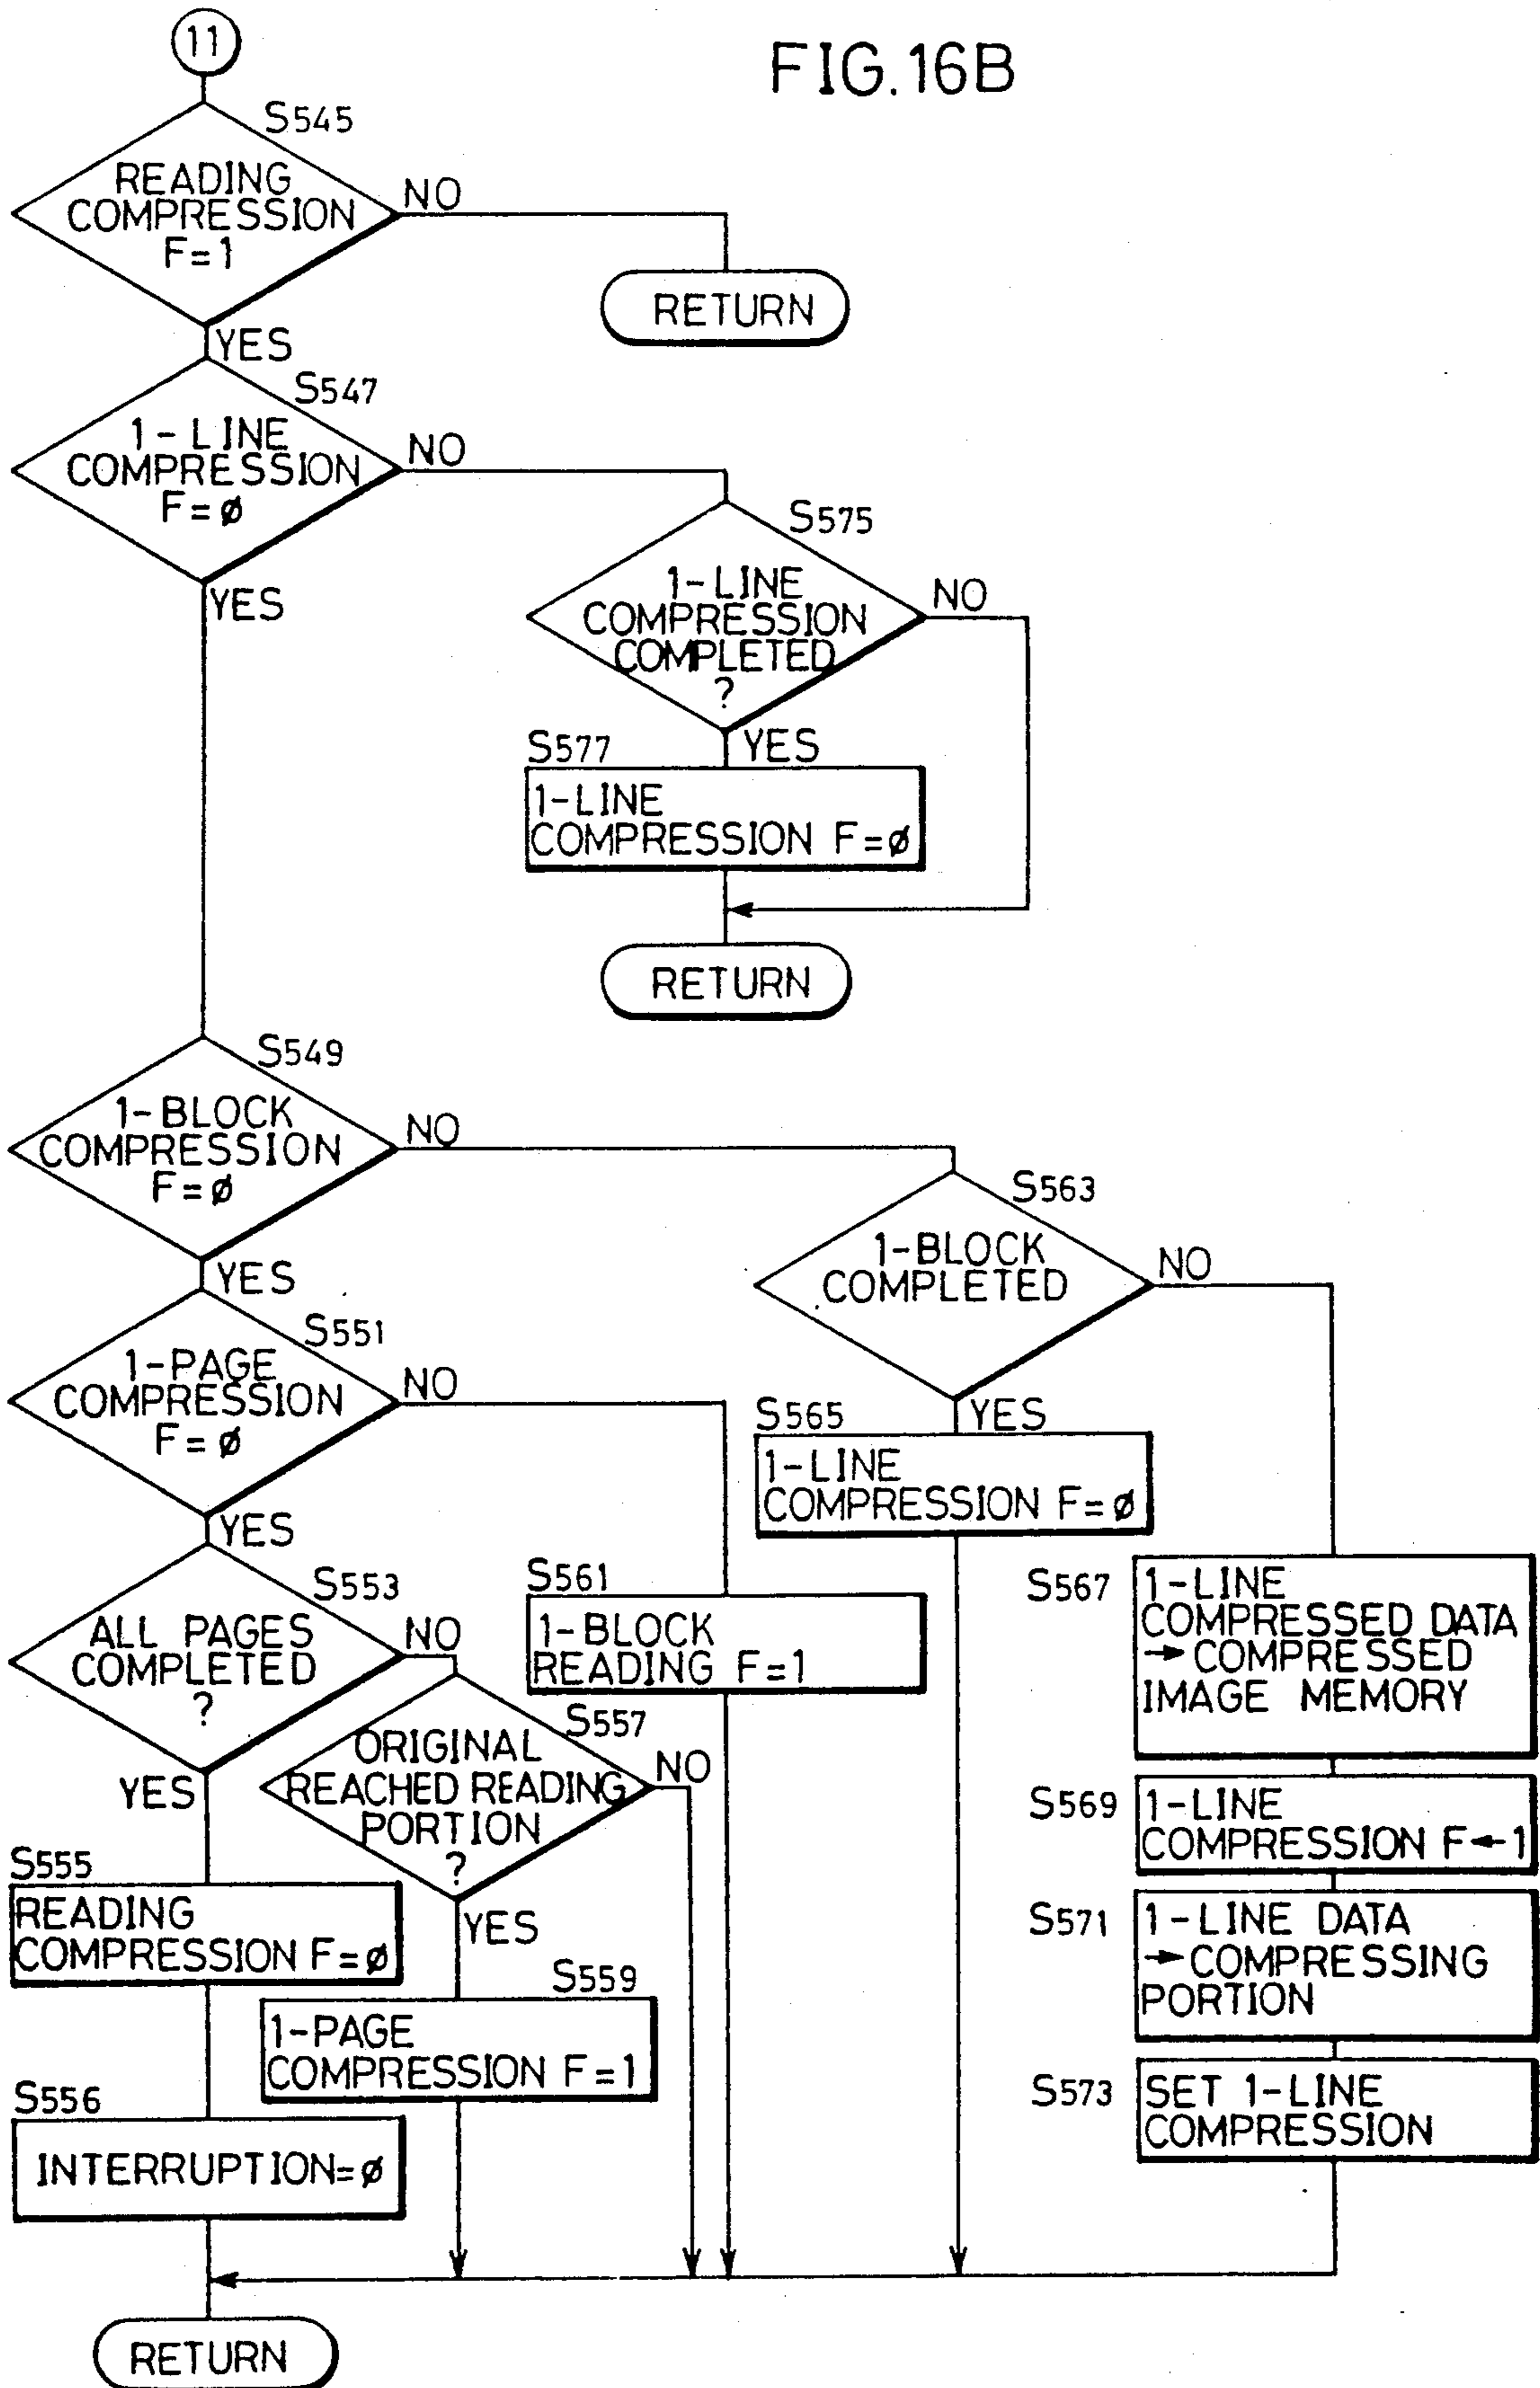 FIG.16B
11
S545
READING
COMPRESSION
F=1
NO
RETURN
YES
S547
1-LINE
COMPRESSION
F=ø
NO
YES
S575
1-LINE
COMPRESSION
COMPLETED
?
NO
YES
S577
1-LINE
COMPRESSION F=ø
RETURN
S549
1-BLOCK
COMPRESSION
F=ø
NO
YES
S563
1-BLOCK
COMPLETED
NO
YES
S551
1-PAGE
COMPRESSION
F=ø
NO
YES
S565
1-LINE
COMPRESSION F=ø
S553
ALL PAGES
COMPLETED
?
NO
YES
S561
1-BLOCK
READING F=1
S557
ORIGINAL
REACHED READING
PORTION
?
NO
YES
S567
1-LINE
COMPRESSED DATA
→COMPRESSED
IMAGE MEMORY
S569
1-LINE
COMPRESSION F←1
S555
READING
COMPRESSION F=ø
S571
1-LINE DATA
→COMPRESSING
PORTION
S559
1-PAGE
COMPRESSION F=1
S573
SET 1-LINE
COMPRESSION
S556
INTERRUPTION=ø
RETURN